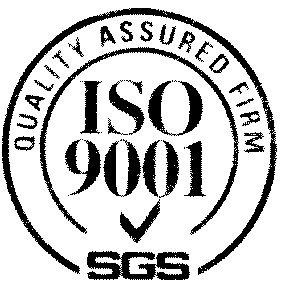 QUALITY ASSURED FIRM
ISO
9001
SGS